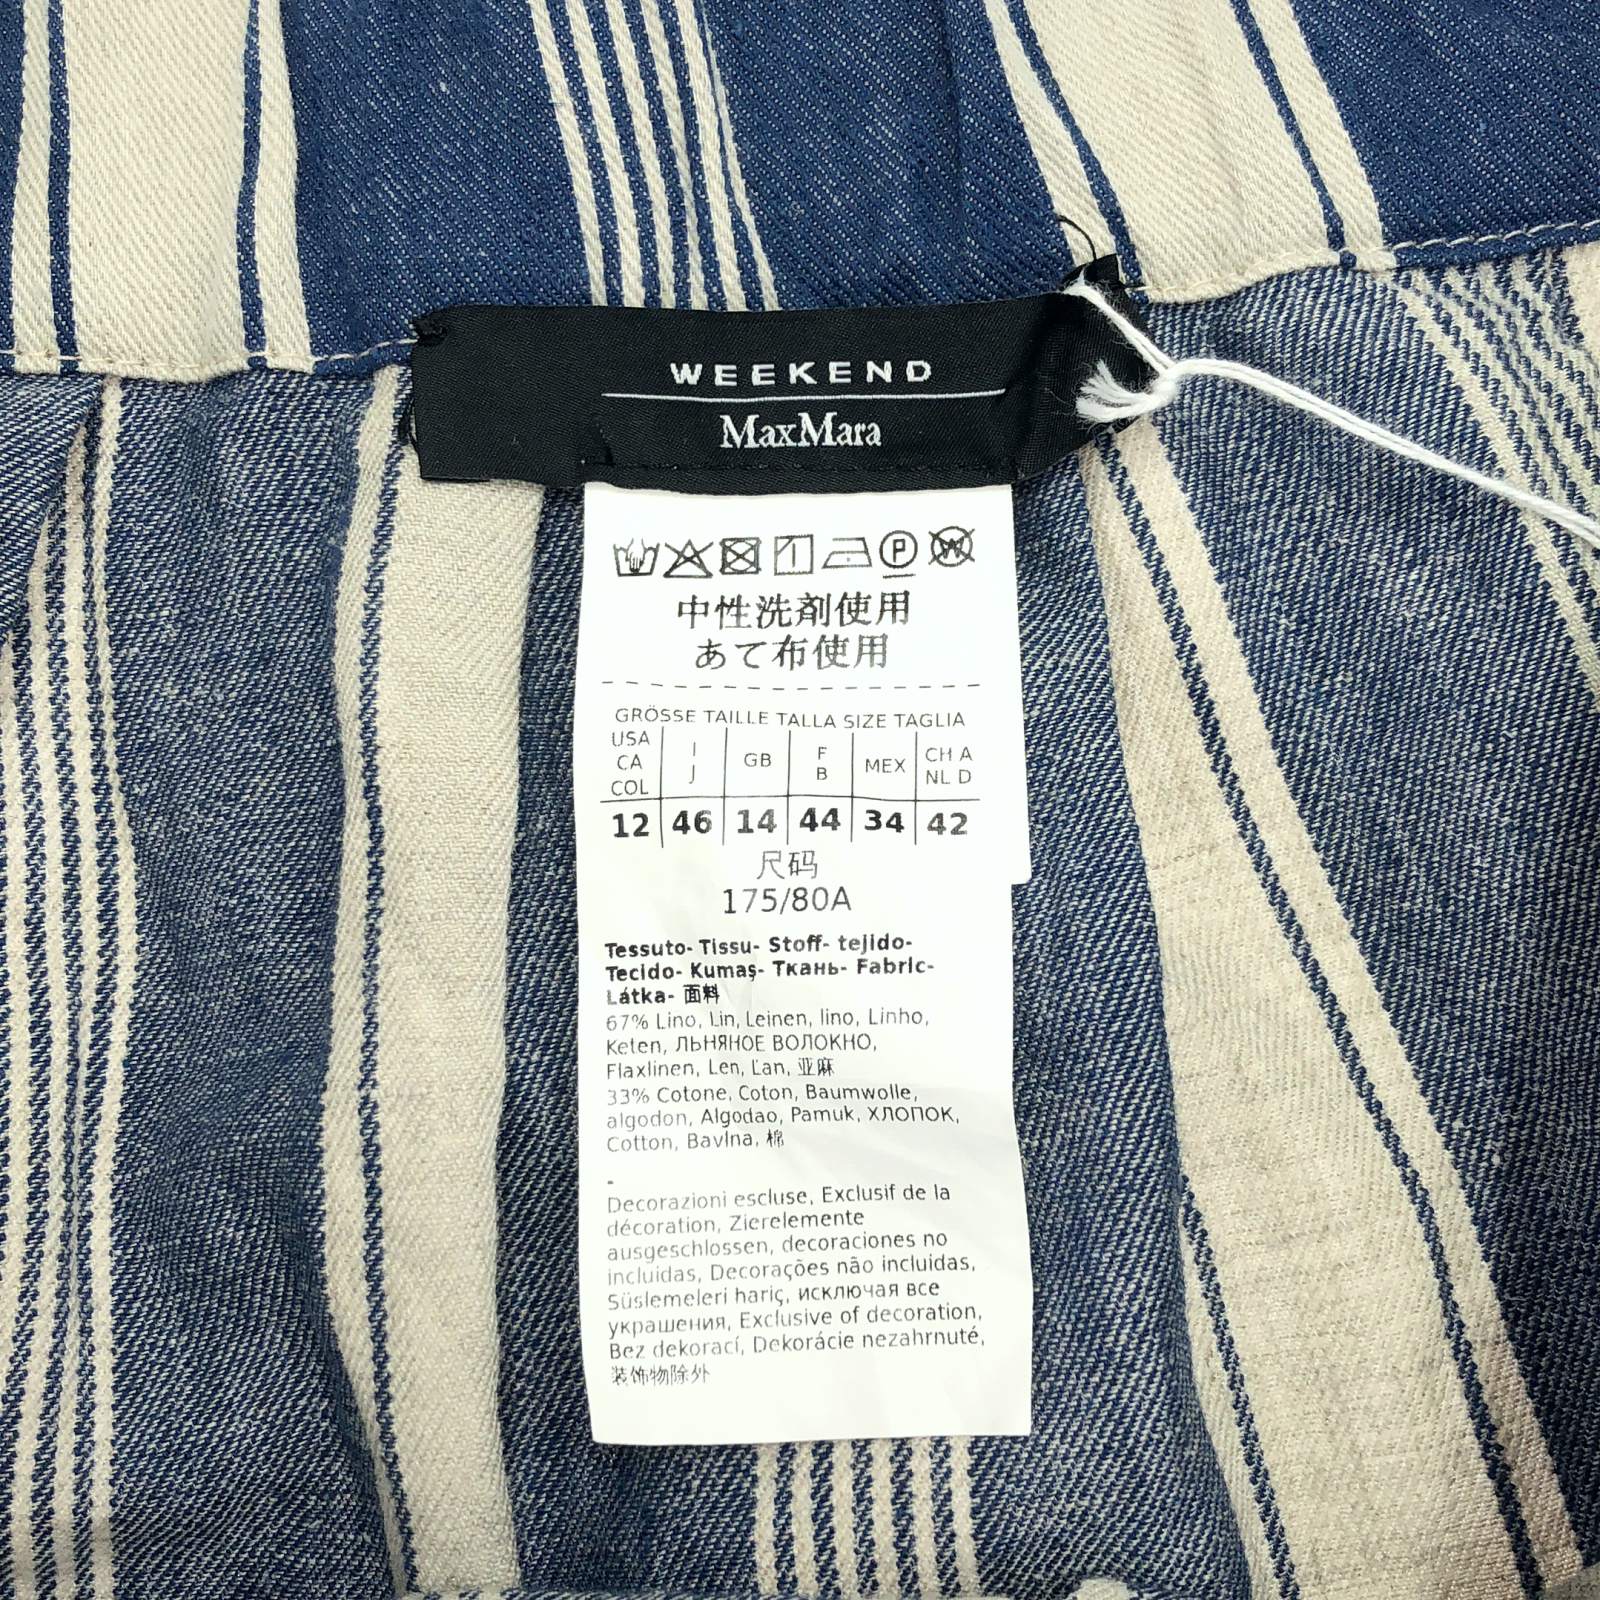 WEEKEND
MaxMara
P W
中性洗剤使用
あて布使用
GRÖSSE TAILLE TALLA SIZE TAGLIA
USA CA COL I J GB F B MEX CH A NL D
12 46 14 44 34 42
尺码
175/80A
Tessuto- Tissu- Stoff- tejido-
Tecido- Kumaş- Ткань- Fabric-
Látka- 面料
67% Lino, Lin, Leinen, lino, Linho,
Keten, ЛЬНЯНОЕ ВОЛОКНО,
Flaxlinen, Len, Ľan, 亚麻
33% Cotone, Coton, Baumwolle,
algodon, Algodao, Pamuk, ХЛОПОК,
Cotton, Bavlna, 棉
-
Decorazioni escluse, Exclusif de la
décoration, Zierelemente
ausgeschlossen, decoraciones no
incluidas, Decorações não incluidas,
Süslemeleri hariç, исключая все
украшения, Exclusive of decoration,
Bez dekorací, Dekorácie nezahrnuté,
装饰物除外